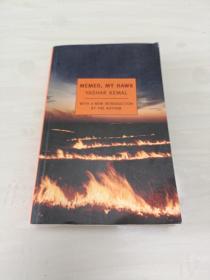 MEMED, MY HAWK
YASHAR KEMAL
WITH A NEW INTRODUCTION
BY THE AUTHOR